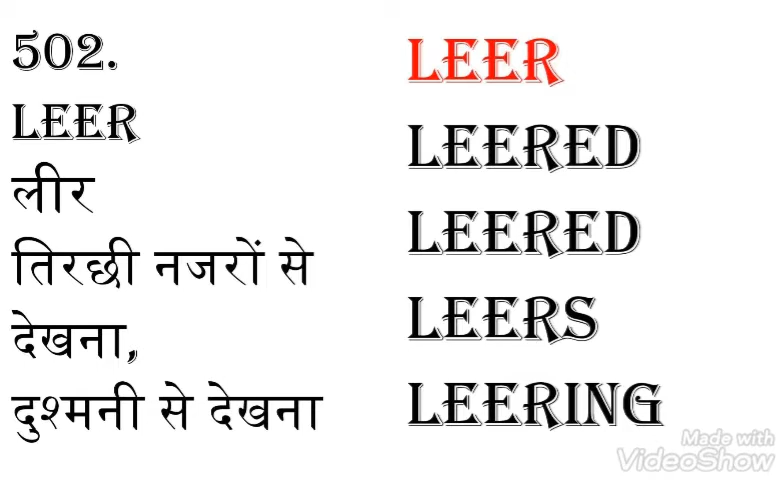 502.
LEER
लीर
तिरछी नजरों से
देखना,
दुश्मनी से देखना
LEER
LEERED
LEERED
LEERS
LEERING
Made with
VideoShow